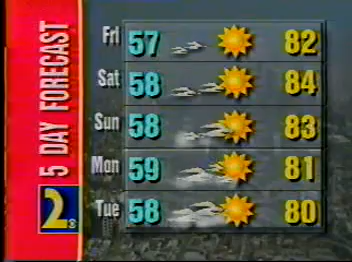 5 DAY FORECAST
Fri 57 82
Sat 58 84
Sun 58 83
Mon 59 81
Tue 58 80
2